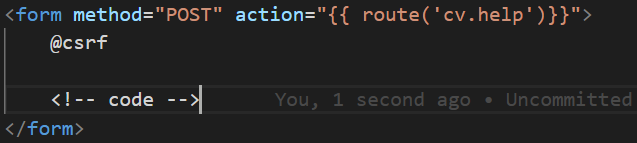 <form method="POST" action="{{ route('cv.help')}}">
@csrf
<!-- code --> You, 1 second ago • Uncommitted
</form>